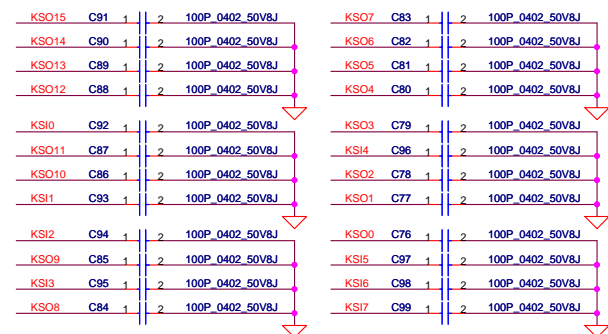 KSO15 C91 1 2 100P_0402_50V8J
KSO14 C90 1 2 100P_0402_50V8J
KSO13 C89 1 2 100P_0402_50V8J
KSO12 C88 1 2 100P_0402_50V8J
KSI0 C92 1 2 100P_0402_50V8J
KSO11 C87 1 2 100P_0402_50V8J
KSO10 C86 1 2 100P_0402_50V8J
KSI1 C93 1 2 100P_0402_50V8J
KSI2 C94 1 2 100P_0402_50V8J
KSO9 C85 1 2 100P_0402_50V8J
KSI3 C95 1 2 100P_0402_50V8J
KSO8 C84 1 2 100P_0402_50V8J
KSO7 C83 1 2 100P_0402_50V8J
KSO6 C82 1 2 100P_0402_50V8J
KSO5 C81 1 2 100P_0402_50V8J
KSO4 C80 1 2 100P_0402_50V8J
KSO3 C79 1 2 100P_0402_50V8J
KSI4 C96 1 2 100P_0402_50V8J
KSO2 C78 1 2 100P_0402_50V8J
KSO1 C77 1 2 100P_0402_50V8J
KSO0 C76 1 2 100P_0402_50V8J
KSI5 C97 1 2 100P_0402_50V8J
KSI6 C98 1 2 100P_0402_50V8J
KSI7 C99 1 2 100P_0402_50V8J